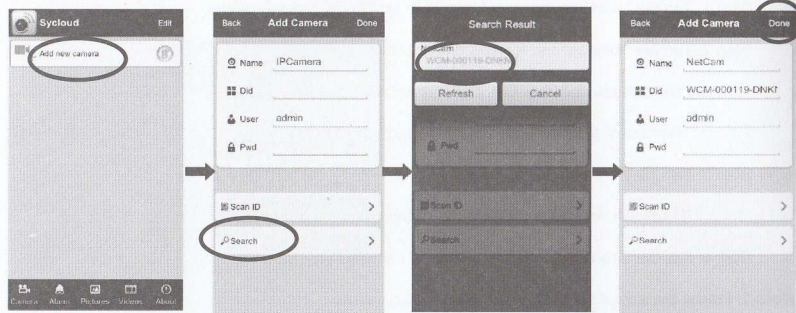 Sycloud
Edit
Add new camera
Camera
Alarm
Pictures
Videos
About
Back
Add Camera
Done
Name
IPCamera
Did
User
admin
Pwd
Scan ID
Search
Search Result
NetCam
WCM-000119-DNKN
Refresh
Cancel
Pwd
Scan ID
Search
Back
Add Camera
Done
Name
NetCam
Did
WCM-000119-DNKN
User
admin
Pwd
Scan ID
Search